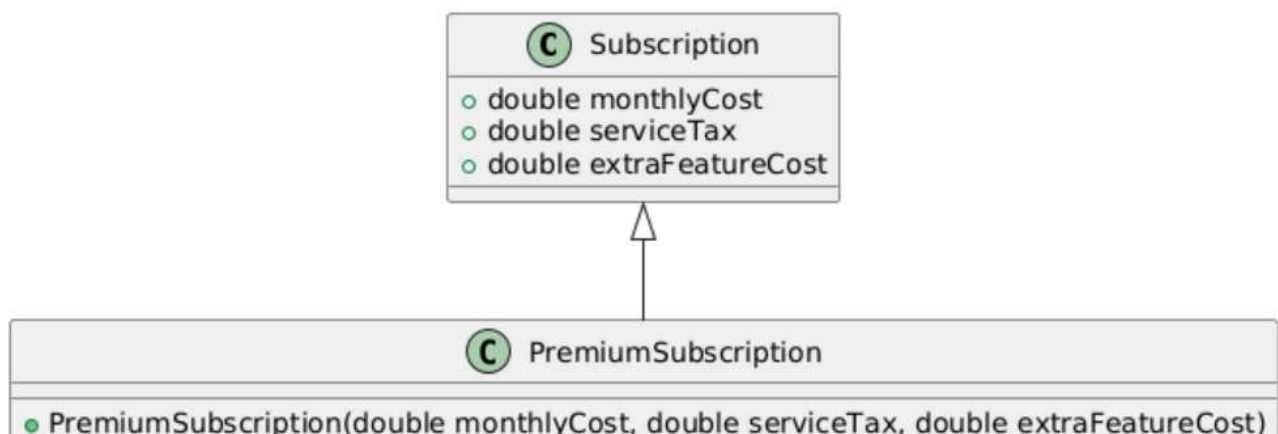 C Subscription
double monthlyCost
double serviceTax
double extraFeatureCost
C PremiumSubscription
PremiumSubscription(double monthlyCost, double serviceTax, double extraFeatureCost)